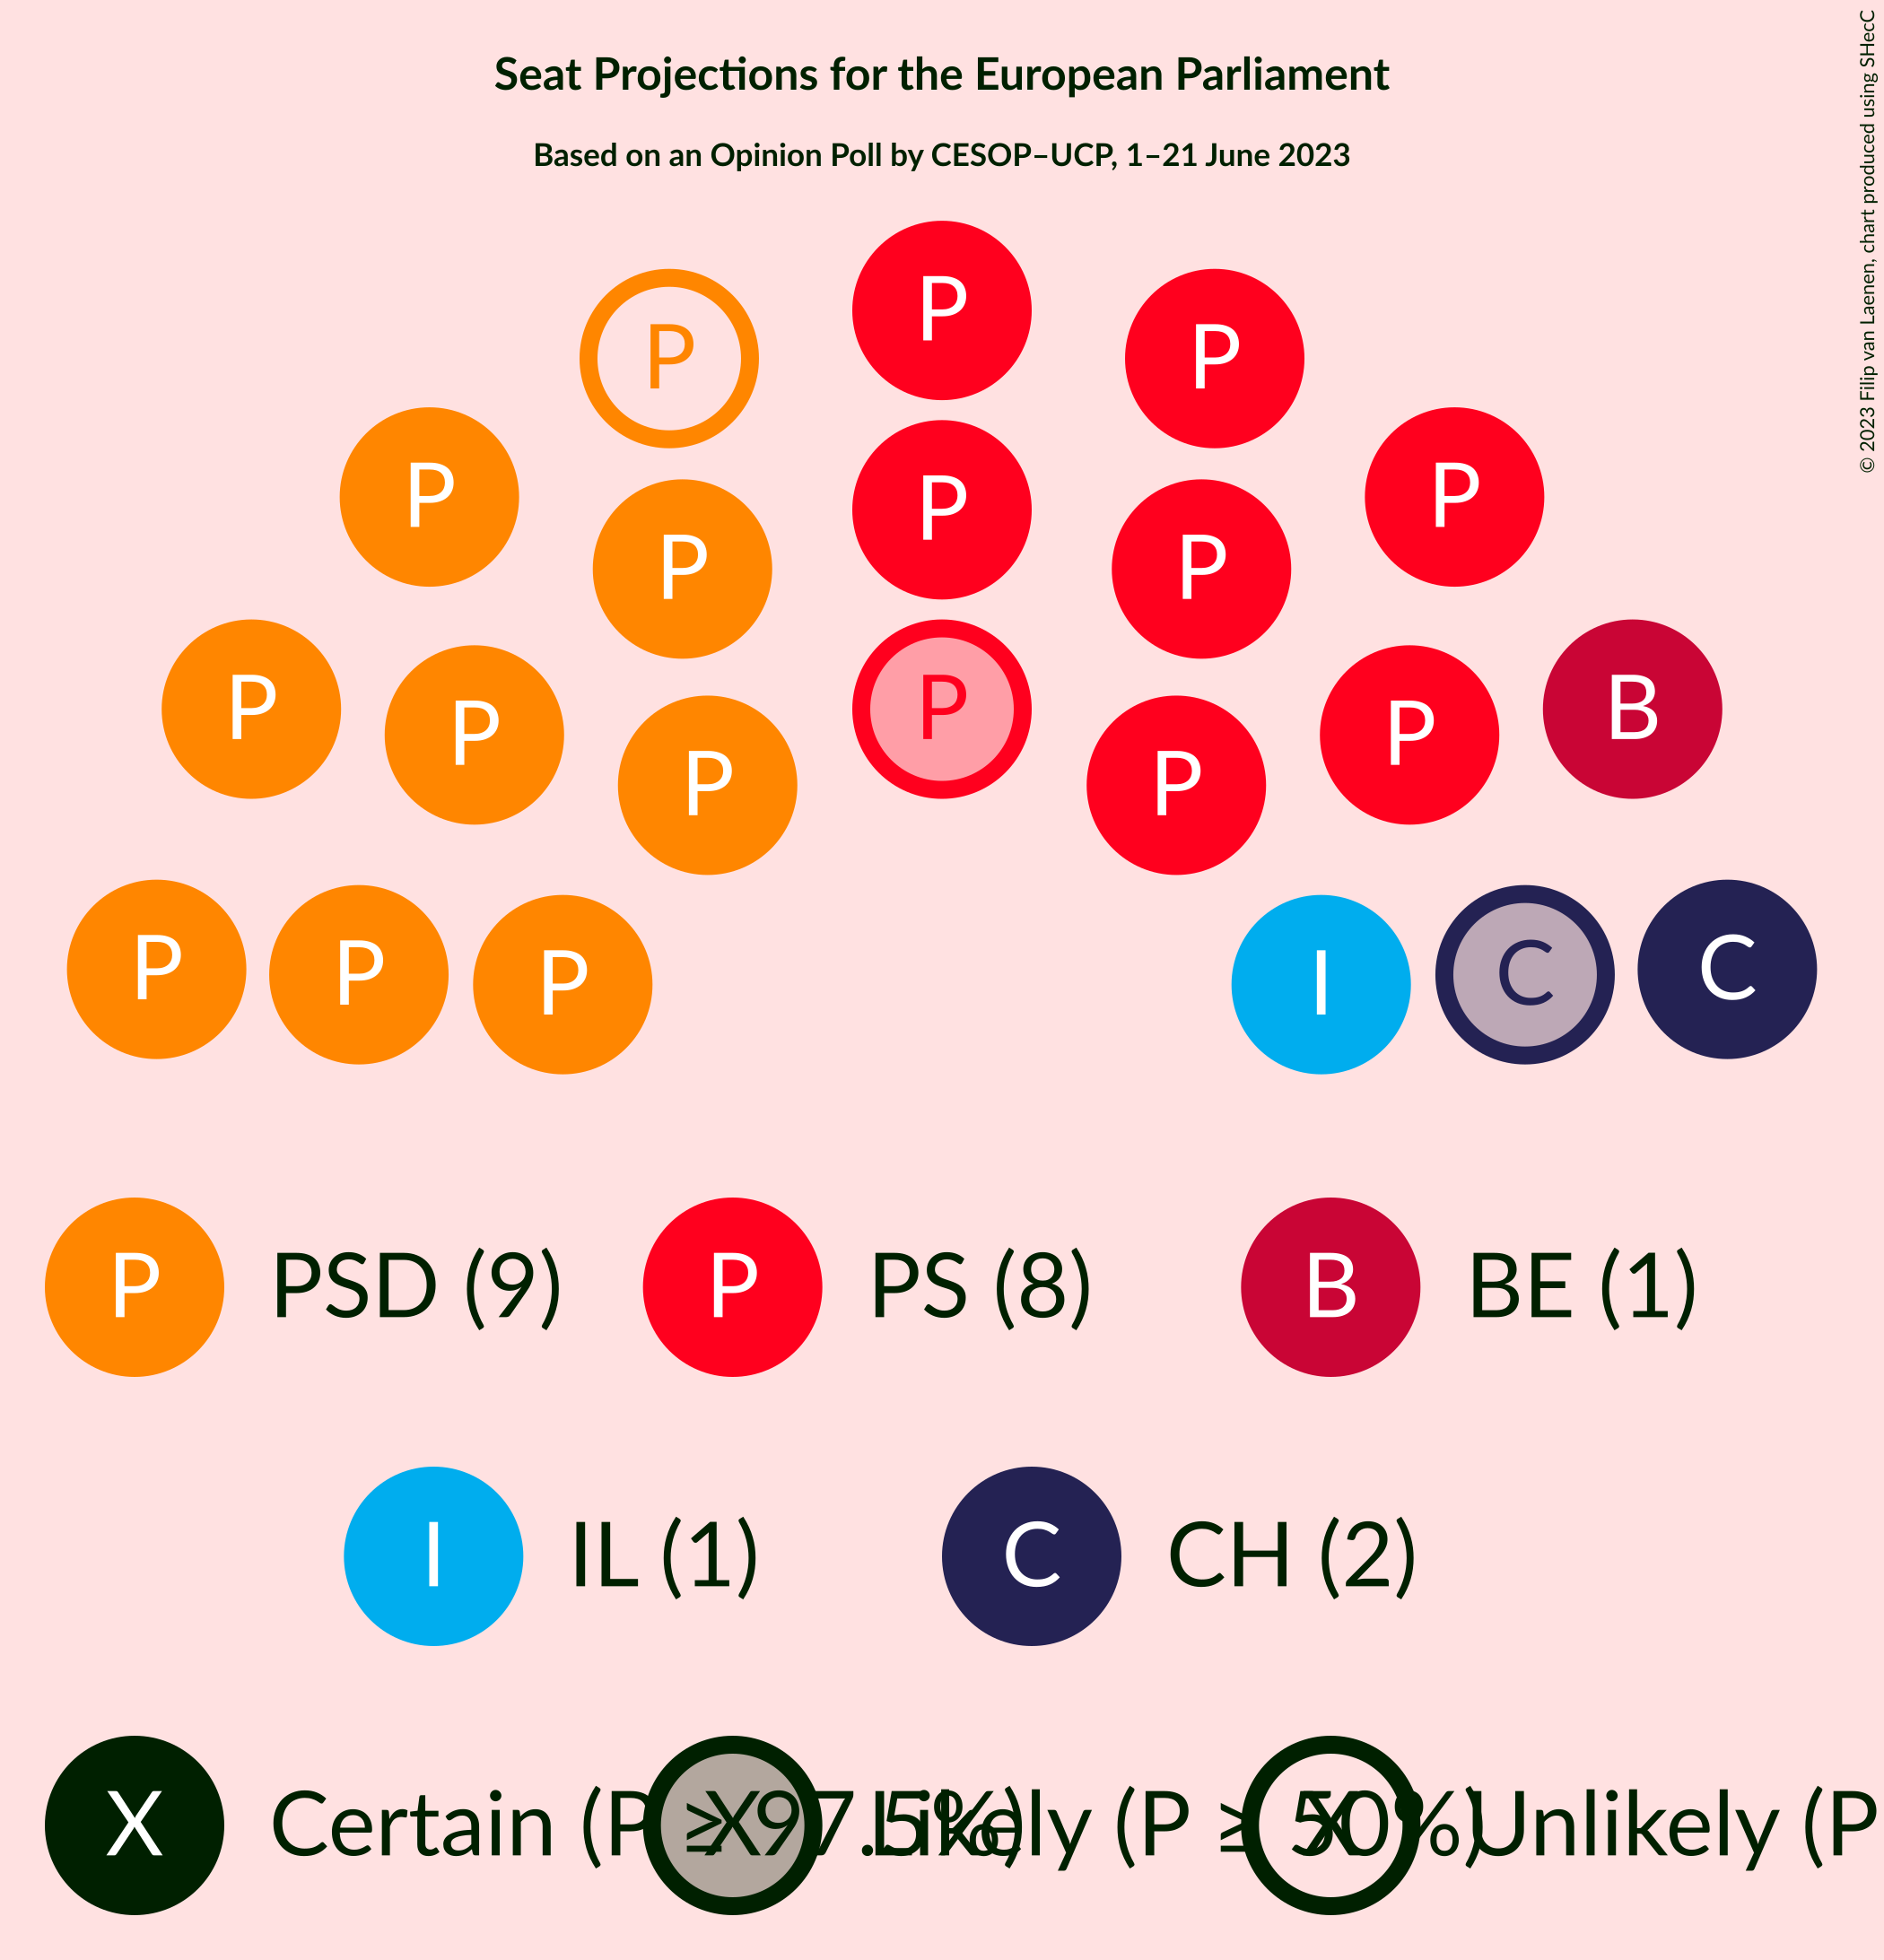 Seat Projections for the European Parliament
Based on an Opinion Poll by CESOP–UCP, 1–21 June 2023
© 2023 Filip van Laenen, chart produced using SHecC
P P P
P P P P P
P P P P P P B
P P P I C C
P PSD (9) P PS (8) B BE (1)
I IL (1) C CH (2)
X Certain (P ≥ 97.5%) X Likely (P ≥ 50%) X Unlikely (P